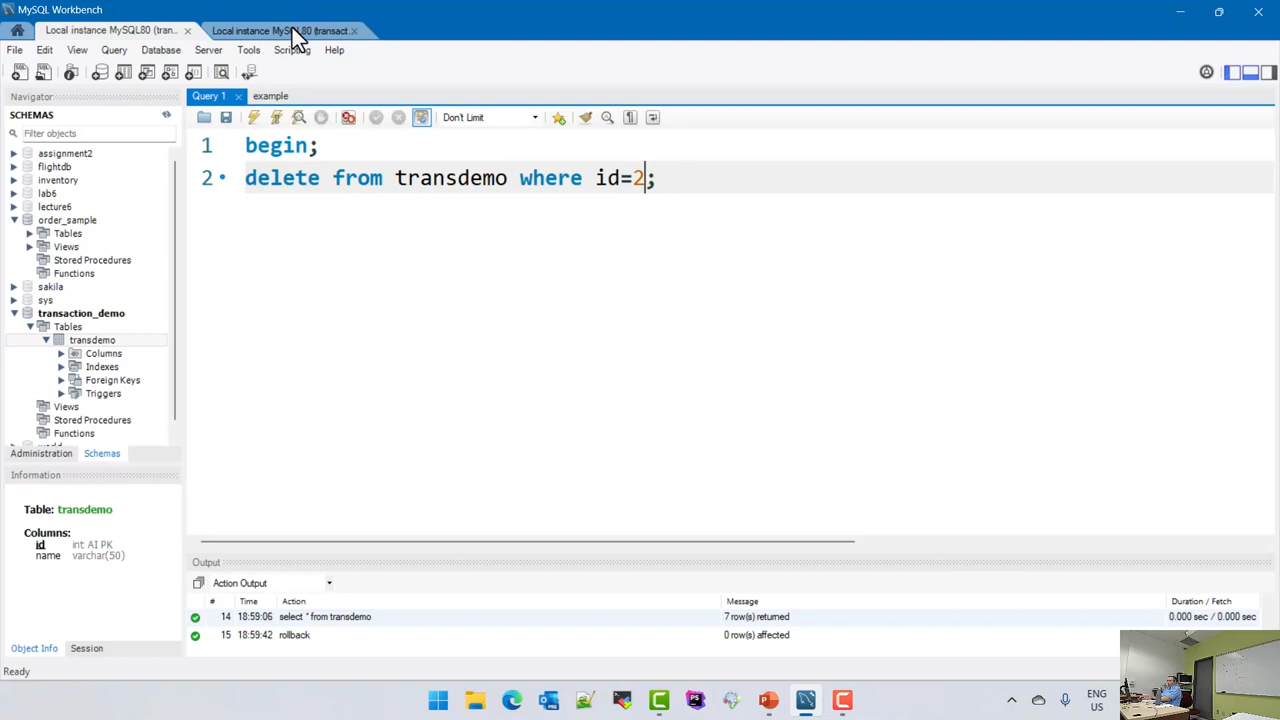 MySQL Workbench
Local instance MySQL80 (tran...
Local instance MySQL80 (transact...
File Edit View Query Database Server Tools Scripting Help
Navigator
Query 1
example
SCHEMAS
Filter objects
Don't Limit
assignment2
flightdb
inventory
lab6
lecture6
order_sample
Tables
Views
Stored Procedures
Functions
sakila
sys
transaction_demo
Tables
transdemo
Columns
Indexes
Foreign Keys
Triggers
Views
Stored Procedures
Functions
1 begin;
2 delete from transdemo where id=2;
Administration Schemas
Information
Table: transdemo
Columns:
id int AI PK
name varchar(50)
Object Info Session
Output
Action Output
# Time Action Message Duration / Fetch
14 18:59:06 select * from transdemo 7 row(s) returned 0.000 sec / 0.000 sec
15 18:59:42 rollback 0 row(s) affected
Ready
ENG
US